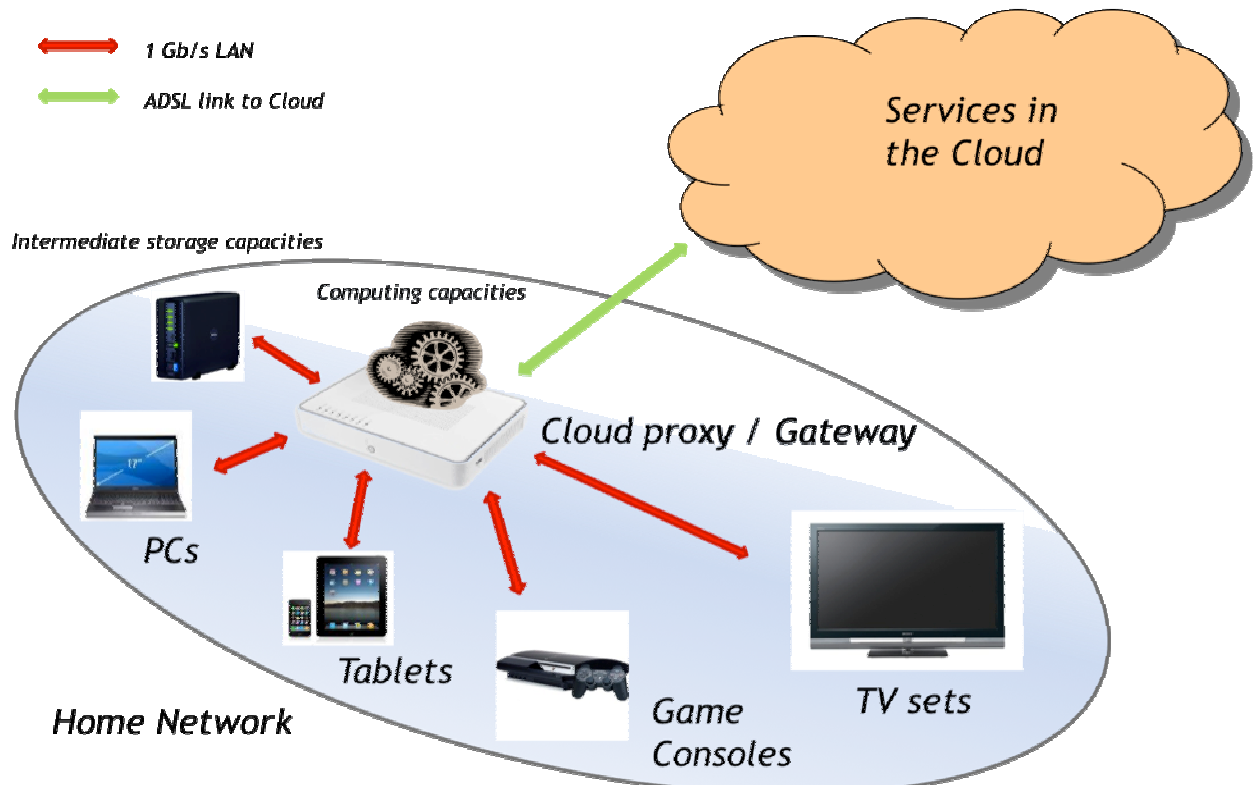 1 Gb/s LAN
ADSL link to Cloud
Services in
the Cloud
Intermediate storage capacities
Computing capacities
Cloud proxy / Gateway
17"
PCs
Tablets
Game
Consoles
TV sets
Home Network